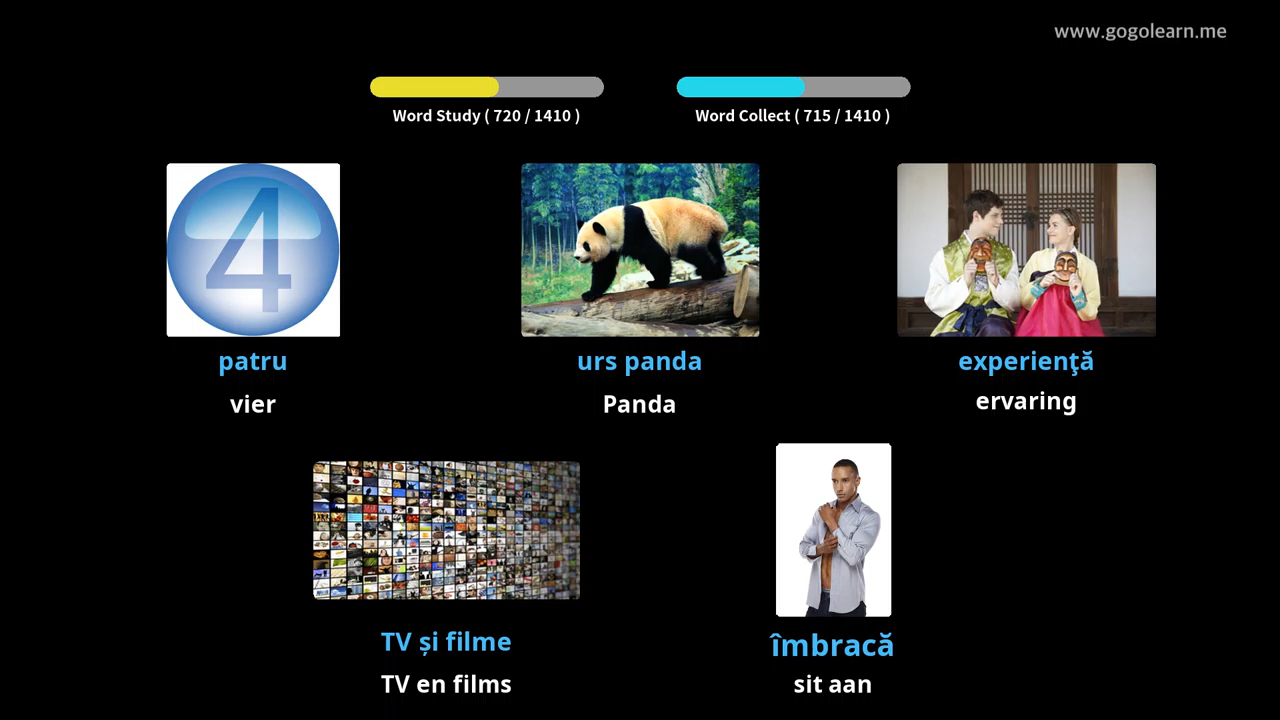 www.gogolearn.me
Word Study ( 720 / 1410 )
Word Collect ( 715 / 1410 )
4
patru
urs panda
experienţă
vier
Panda
ervaring
TV și filme
îmbracă
TV en films
sit aan